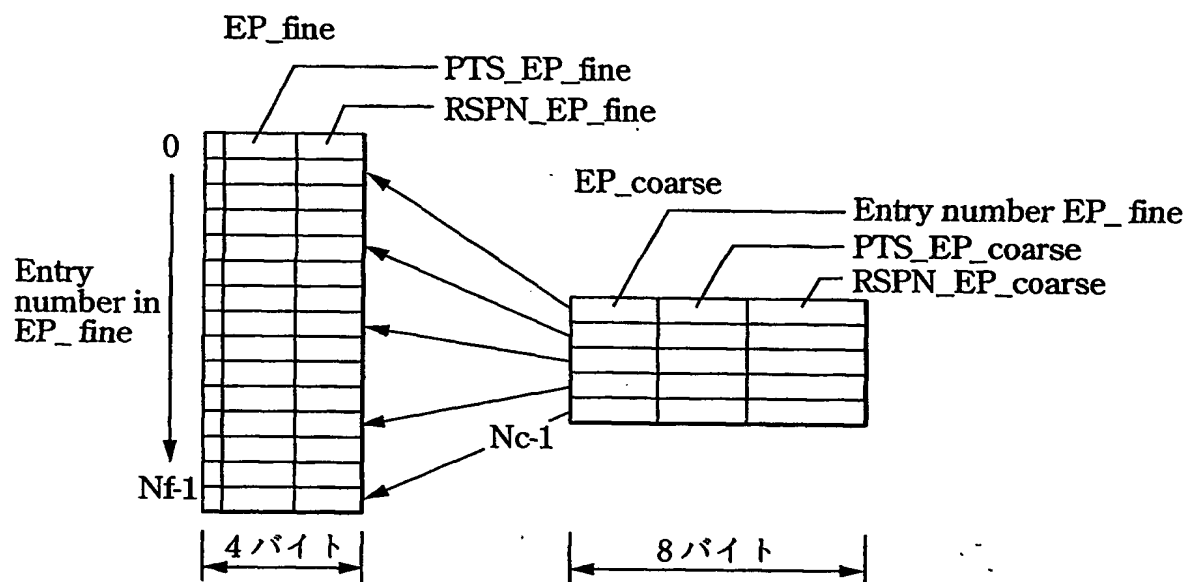 EP_fine
PTS_EP_fine
RSPN_EP_fine
0
Entry
number in
EP_ fine
Nf-1
4 バイト
EP_coarse
Entry number EP_ fine
PTS_EP_coarse
RSPN_EP_coarse
Nc-1
8 バイト